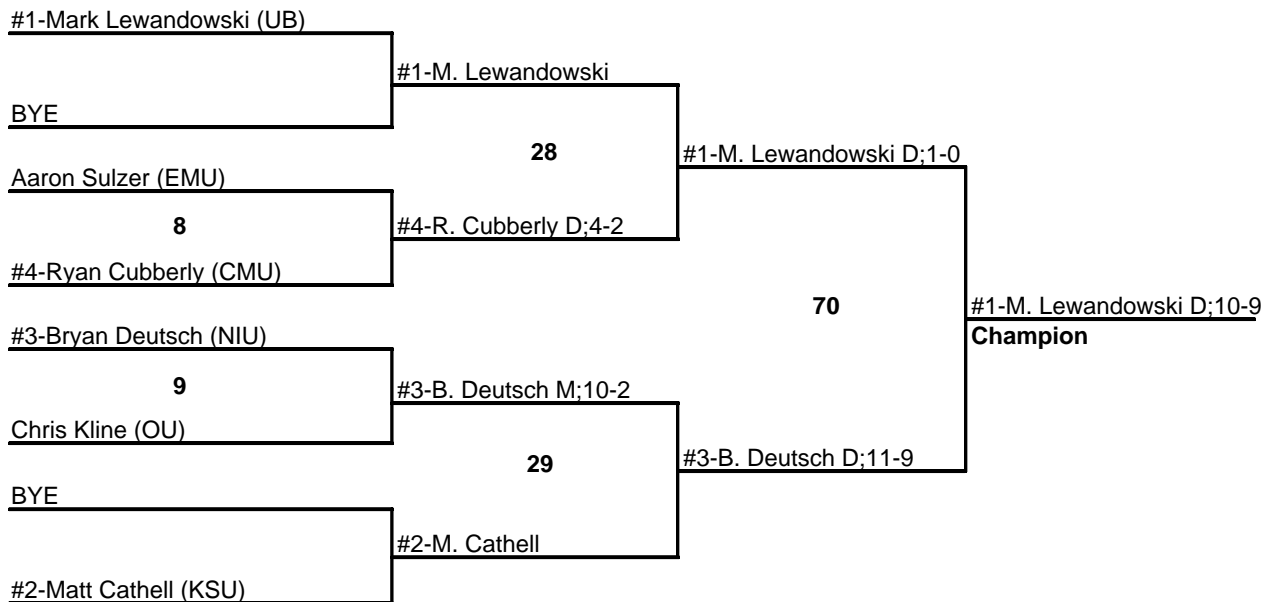 #1-Mark Lewandowski (UB)
#1-M. Lewandowski
BYE
28
#1-M. Lewandowski D;1-0
Aaron Sulzer (EMU)
8
#4-R. Cubberly D;4-2
#4-Ryan Cubberly (CMU)
70
#1-M. Lewandowski D;10-9
Champion
#3-Bryan Deutsch (NIU)
9
#3-B. Deutsch M;10-2
Chris Kline (OU)
29
#3-B. Deutsch D;11-9
BYE
#2-M. Cathell
#2-Matt Cathell (KSU)